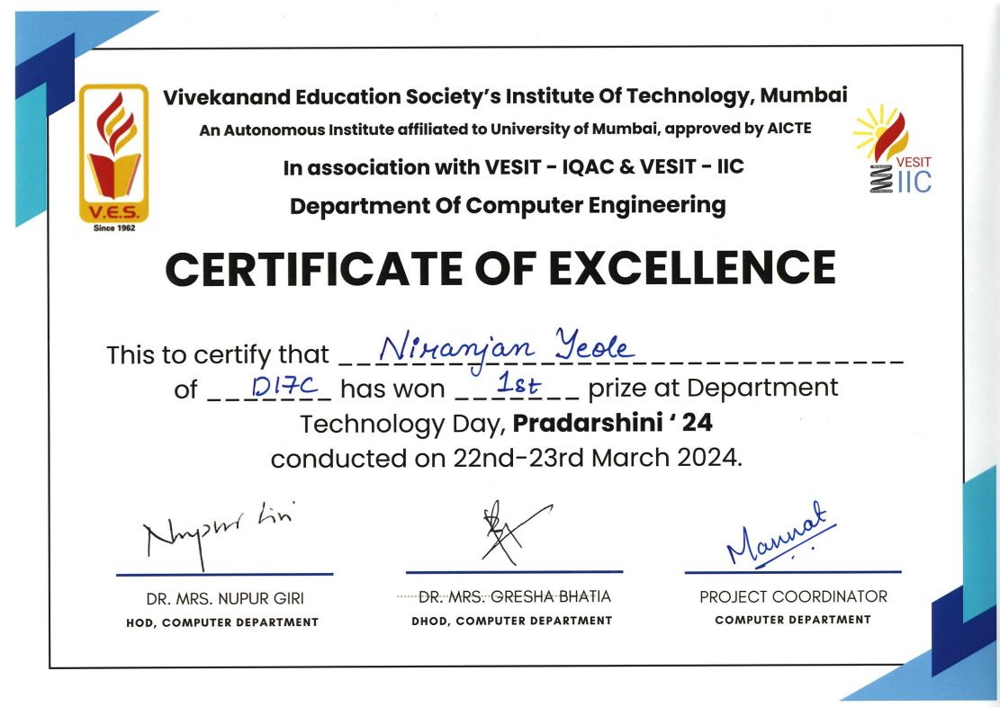 Vivekanand Education Society's Institute Of Technology, Mumbai
An Autonomous Institute affiliated to University of Mumbai, approved by AICTE
In association with VESIT - IQAC & VESIT - IIC
Department Of Computer Engineering
V.E.S.
Since 1962
VESIT
IIC
CERTIFICATE OF EXCELLENCE
This to certify that Niranjan Yeole
of D17C has won 1st prize at Department
Technology Day, Pradarshini ‘ 24
conducted on 22nd-23rd March 2024.
Nupur Giri
Mannat
DR. MRS. NUPUR GIRI
DR. MRS. GRESHA BHATIA
PROJECT COORDINATOR
HOD, COMPUTER DEPARTMENT
DHOD, COMPUTER DEPARTMENT
COMPUTER DEPARTMENT